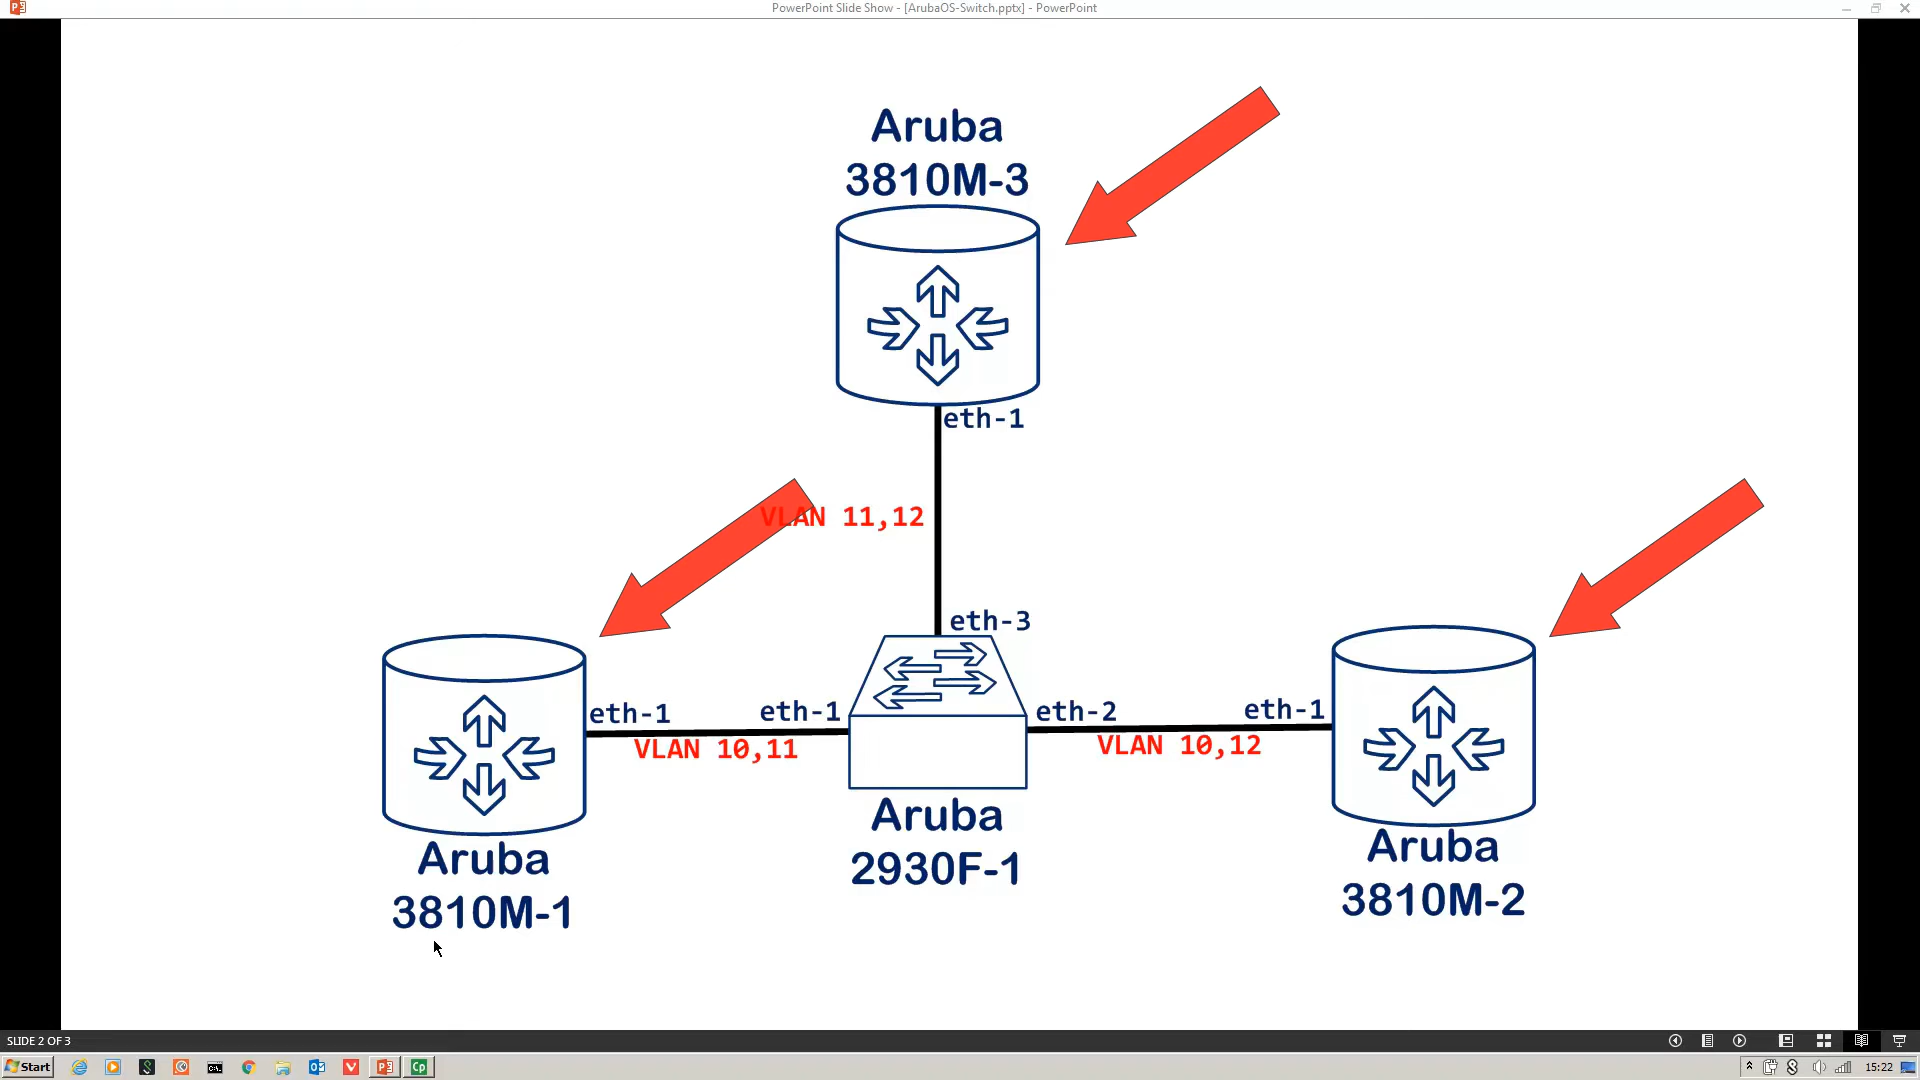 PowerPoint Slide Show - [ArubaOS-Switch.pptx] - PowerPoint
Aruba
3810M-3
eth-1
VLAN 11,12
eth-3
eth-1
eth-1
eth-2
eth-1
VLAN 10,11
VLAN 10,12
Aruba
2930F-1
Aruba
3810M-1
Aruba
3810M-2
SLIDE 2 OF 3
Start
15:22